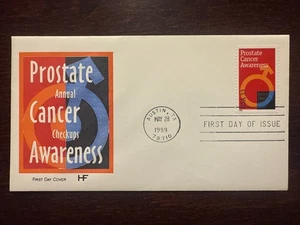 Prostate
Annual
Cancer
Checkups
Awareness
FIRST DAY COVER
HF
AUSTIN, TX
MAY 28
1999
78710
FIRST DAY OF ISSUE
Prostate
Cancer
Awareness